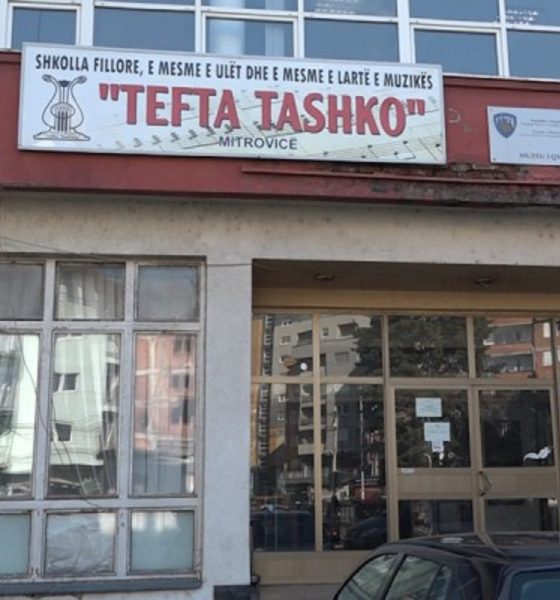 SHKOLLA FILLORE, E MESME E ULËT DHE E MESME E LARTË E MUZIKËS
"TEFTA TASHKO"
MITROVICË